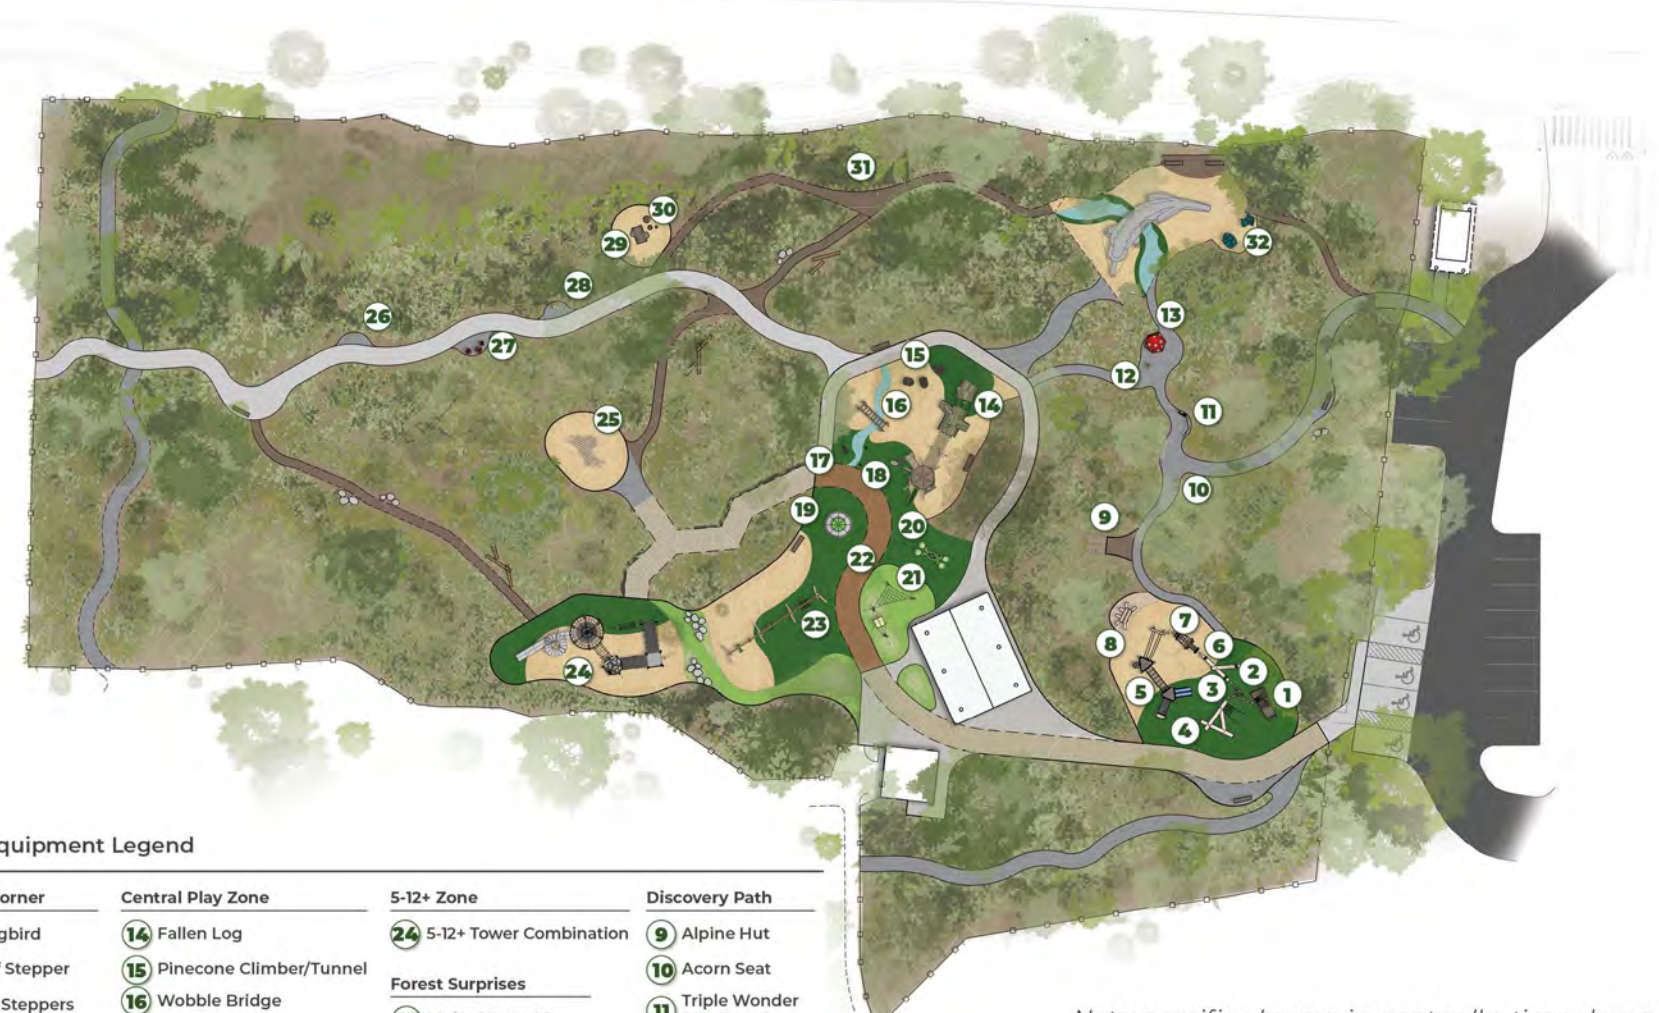 31
30
29
32
28
26
13
27
15
12
14
16
11
25
17
18
10
19
9
20
22
21
7
23
8
6
2
24
5
3
1
4
Equipment Legend
Central Play Zone
14 Fallen Log
15 Pinecone Climber/Tunnel
16 Wobble Bridge
5-12+ Zone
24 5-12+ Tower Combination
Forest Surprises
Discovery Path
9 Alpine Hut
10 Acorn Seat
11 Triple Wonder
Stepper
Steppers